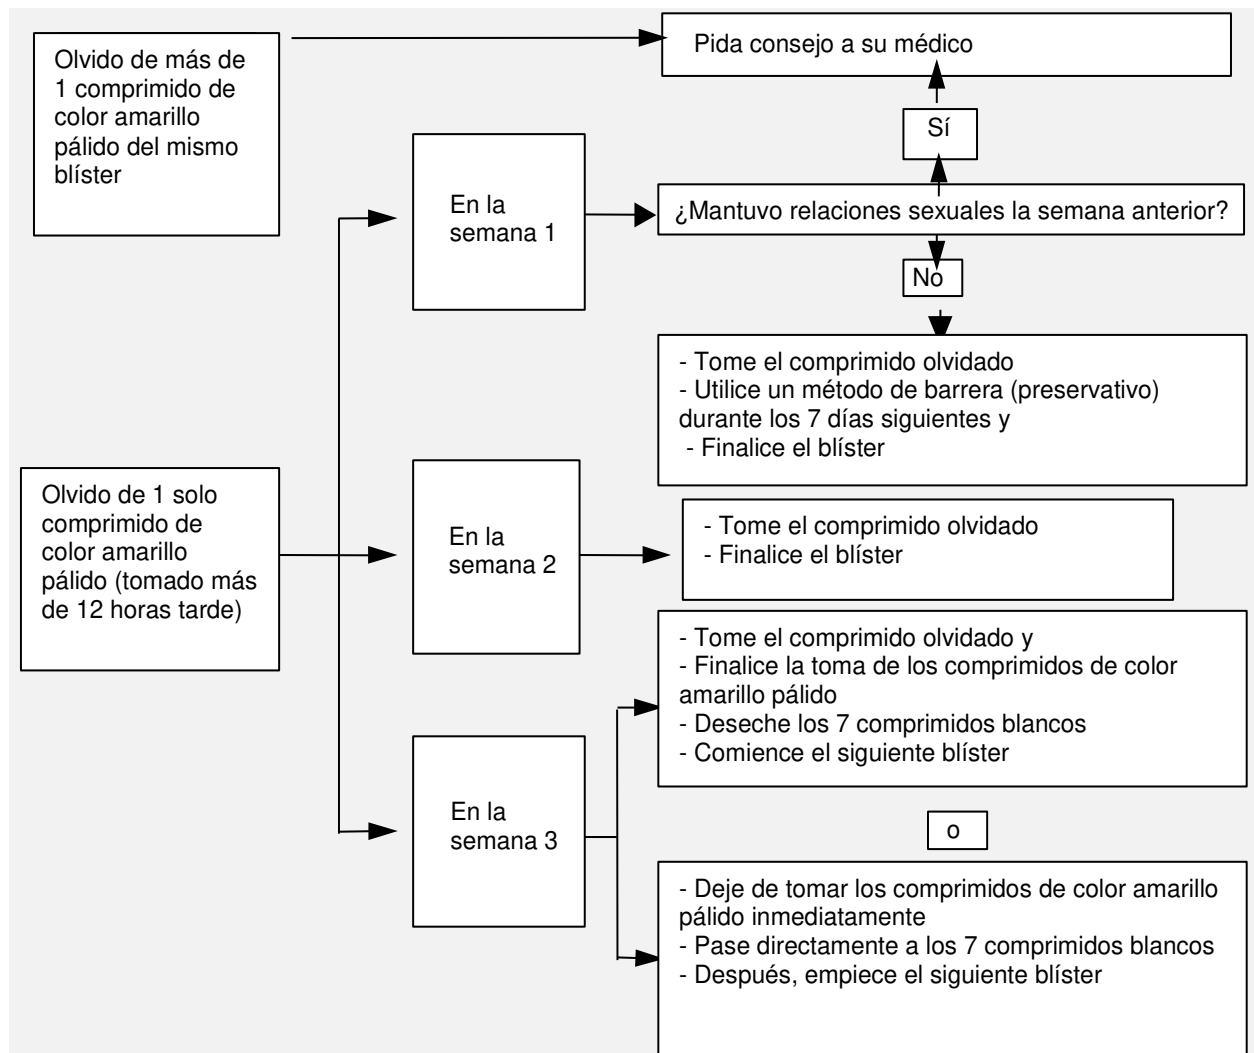 Olvido de más de
1 comprimido de
color amarillo
pálido del mismo
blíster
Pida consejo a su médico
Sí
En la
semana 1
¿Mantuvo relaciones sexuales la semana anterior?
No
- Tome el comprimido olvidado
- Utilice un método de barrera (preservativo)
durante los 7 días siguientes y
- Finalice el blíster
Olvido de 1 solo
comprimido de
color amarillo
pálido (tomado más
de 12 horas tarde)
En la
semana 2
- Tome el comprimido olvidado
- Finalice el blíster
En la
semana 3
- Tome el comprimido olvidado y
- Finalice la toma de los comprimidos de color
amarillo pálido
- Deseche los 7 comprimidos blancos
- Comience el siguiente blíster
o
- Deje de tomar los comprimidos de color amarillo
pálido inmediatamente
- Pase directamente a los 7 comprimidos blancos
- Después, empiece el siguiente blíster